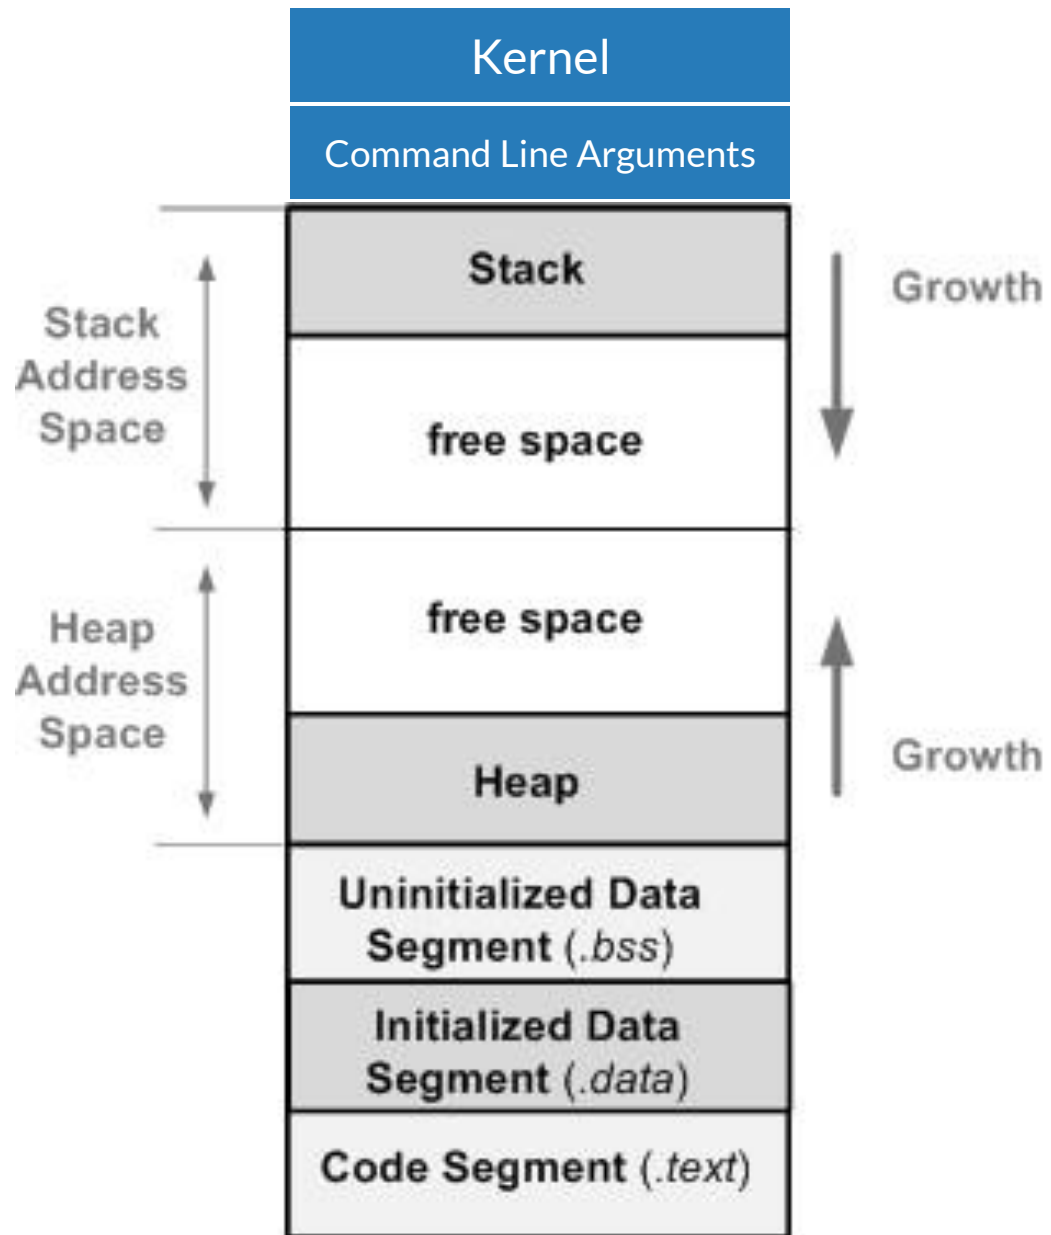 Kernel
Command Line Arguments
Stack
Growth
Stack
Address
Space
free space
free space
Heap
Address
Space
Heap
Growth
Uninitialized Data
Segment (.bss)
Initialized Data
Segment (.data)
Code Segment (.text)